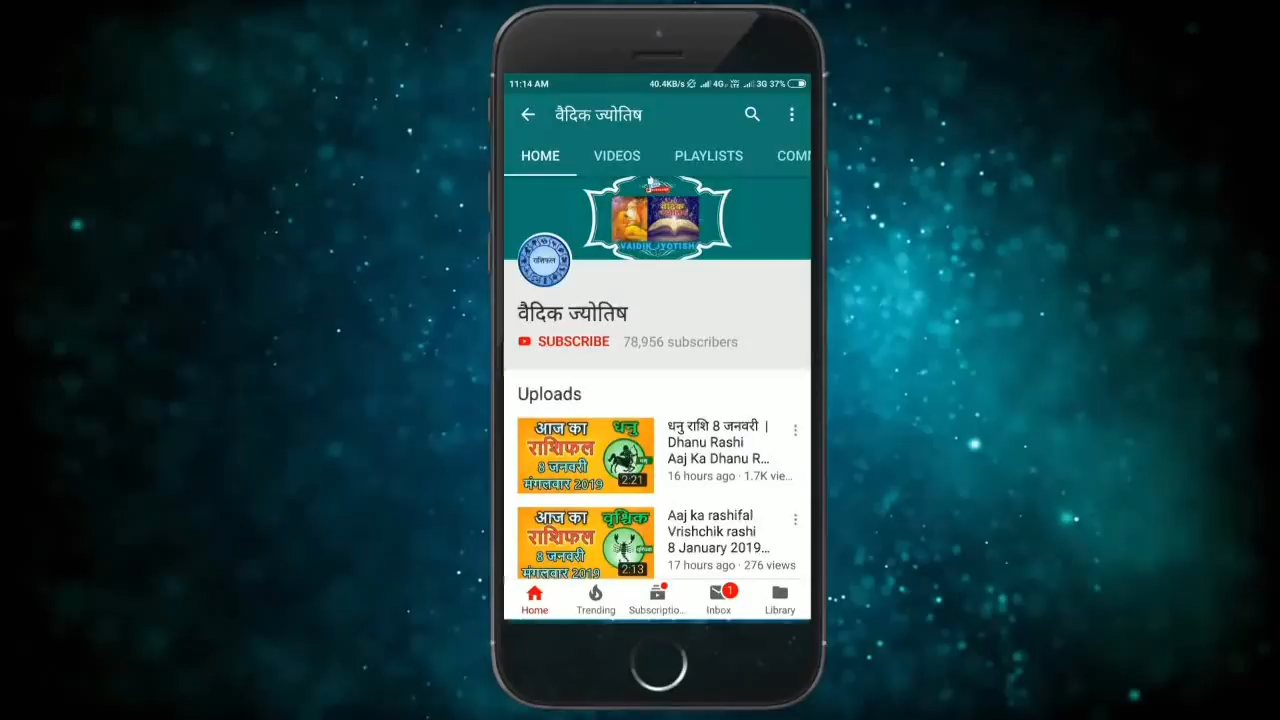 11:14 AM
40.4KB/s 4G 3G 37%
वैदिक ज्योतिष
HOME VIDEOS PLAYLISTS COM
वैदिक
VAIDIK JYOTISH
राशिफल
वैदिक ज्योतिष
SUBSCRIBE 78,956 subscribers
Uploads
आज का धनु
राशिफल
8 जनवरी
मंगलवार 2019
2:21
धनु राशि 8 जनवरी |
Dhanu Rashi
Aaj Ka Dhanu R...
16 hours ago · 1.7K vie...
आज का वृश्चिक
राशिफल
8 जनवरी
मंगलवार 2019
2:13
Aaj ka rashifal
Vrishchik rashi
8 January 2019...
17 hours ago · 276 views
1
Home Trending Subscriptio... Inbox Library